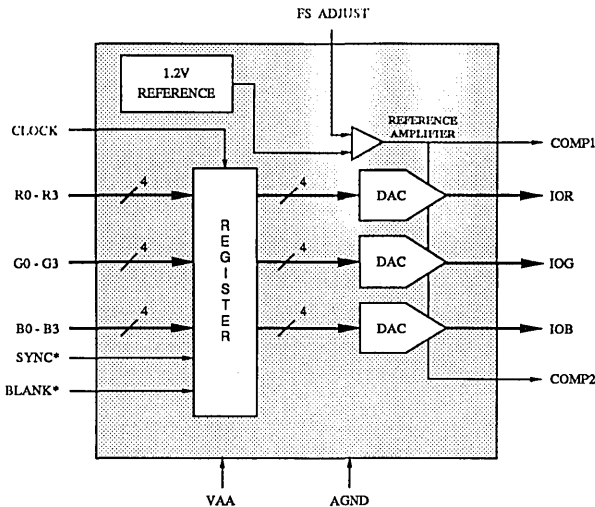 FS ADJUST
1.2V
REFERENCE
REFERENCE
AMPLIFIER
CLOCK
COMP1
R0 - R3
4
4
DAC
IOR
REGISTER
G0 - G3
4
4
DAC
IOG
B0 - B3
4
4
DAC
IOB
SYNC*
BLANK*
COMP2
VAA
AGND